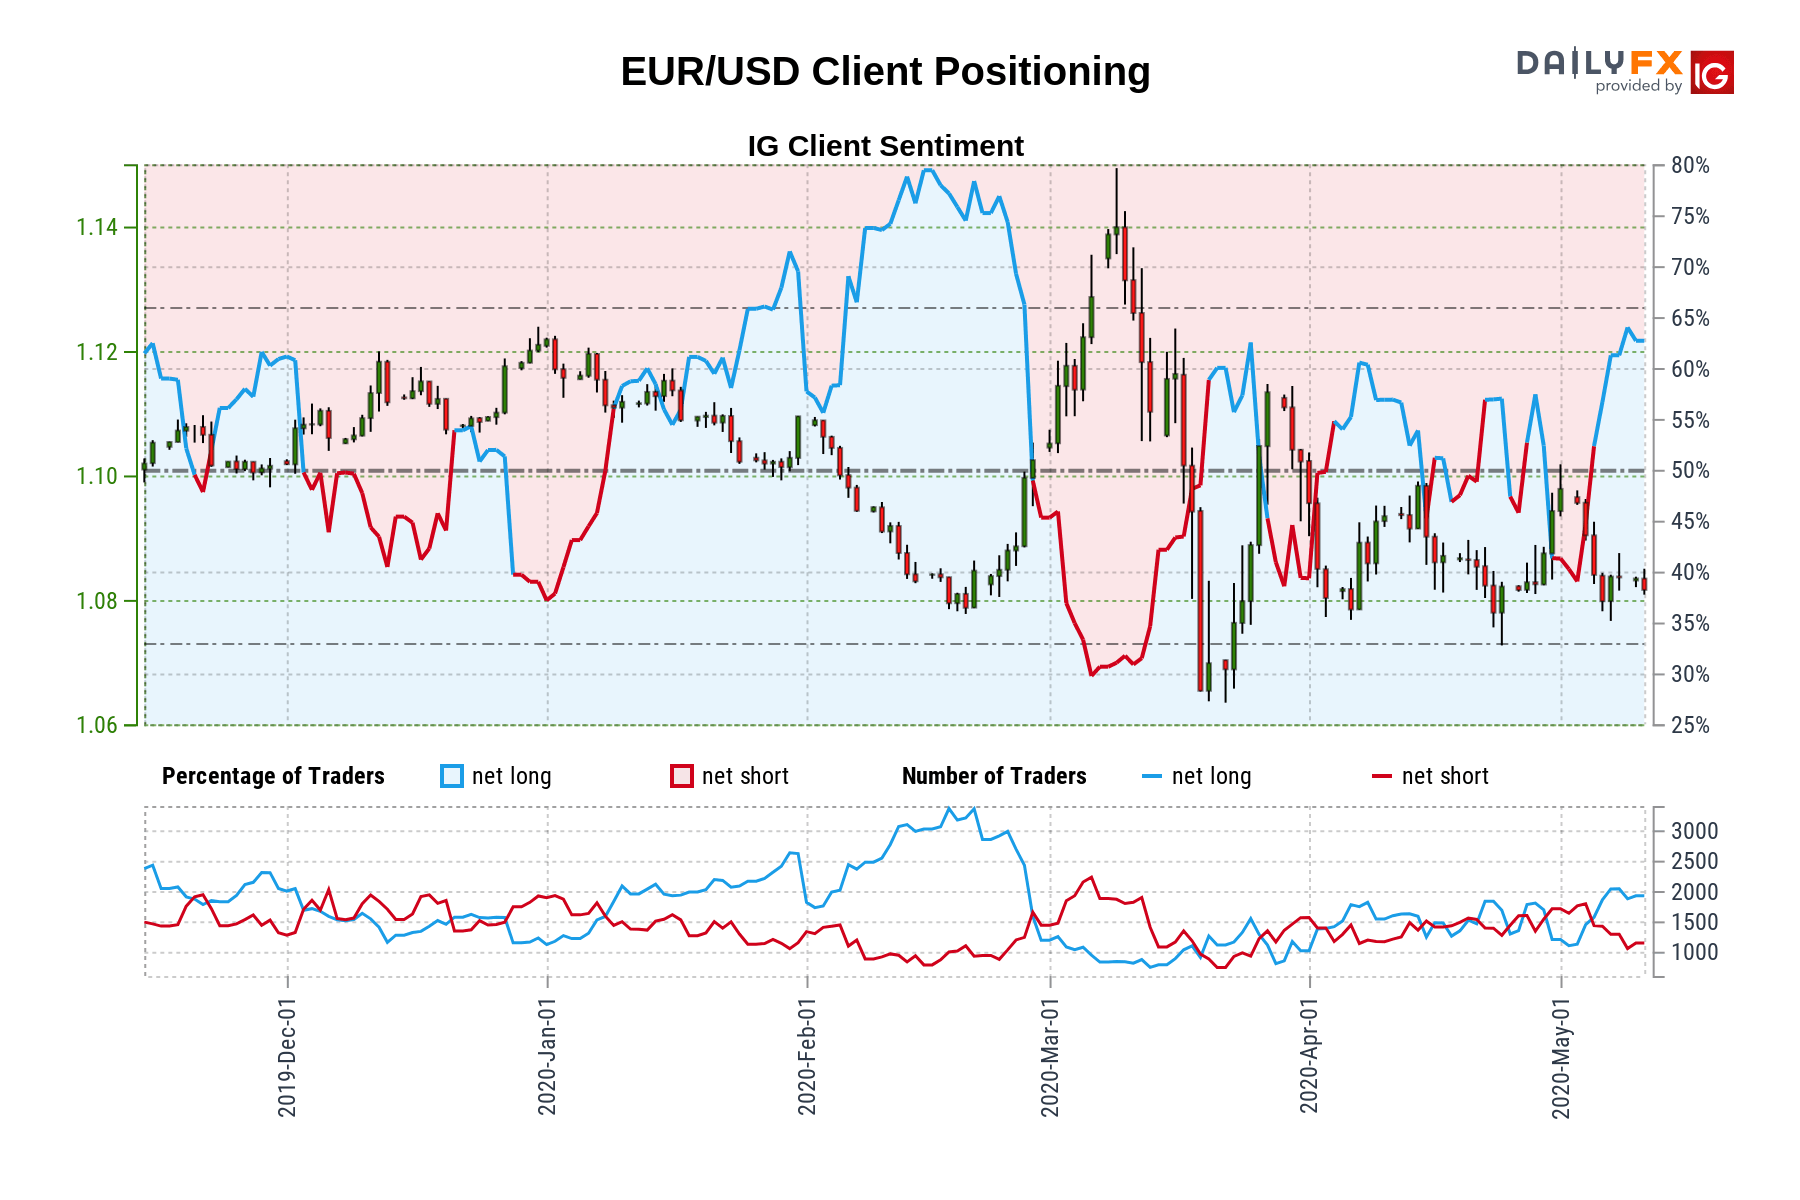 EUR/USD Client Positioning
DAILYFX
provided by IG
IG Client Sentiment
1.14
1.12
1.10
1.08
1.06
80%
75%
70%
65%
60%
55%
50%
45%
40%
35%
30%
25%
Percentage of Traders net long net short Number of Traders net long net short
3000
2500
2000
1500
1000
2019-Dec-01
2020-Jan-01
2020-Feb-01
2020-Mar-01
2020-Apr-01
2020-May-01